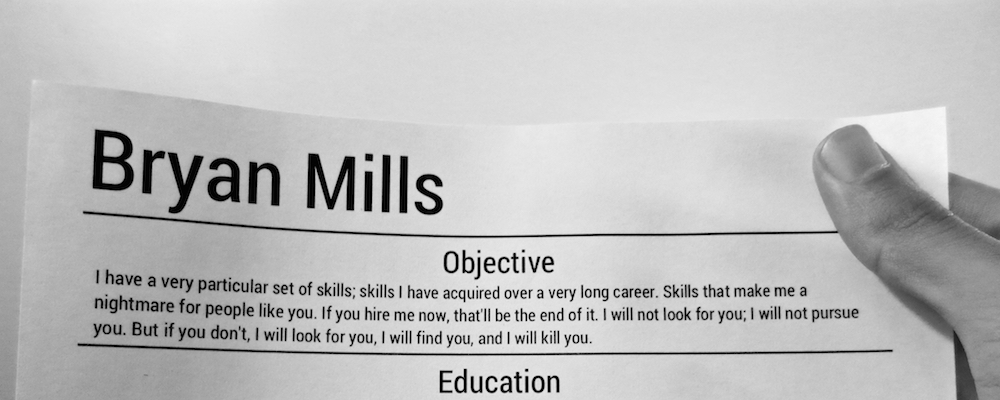 Bryan Mills
Objective
I have a very particular set of skills; skills I have acquired over a very long career. Skills that make me a
nightmare for people like you. If you hire me now, that'll be the end of it. I will not look for you; I will not pursue
you. But if you don't, I will look for you, I will find you, and I will kill you.
Education